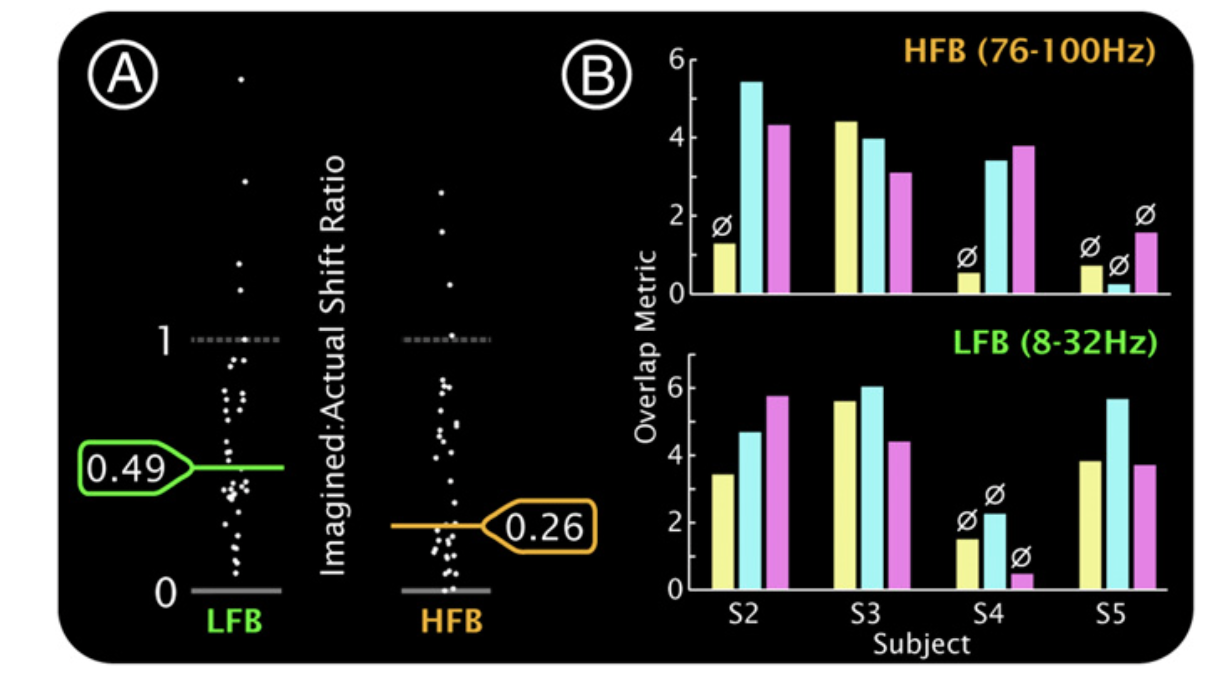 A
Imagined:Actual Shift Ratio
1
0.49
0.26
0
LFB
HFB
B
HFB (76-100Hz)
6
4
2
0
Ø
Ø
Ø
Ø
Ø
Overlap Metric
LFB (8-32Hz)
6
4
2
0
Ø
Ø
Ø
S2 S3 S4 S5
Subject